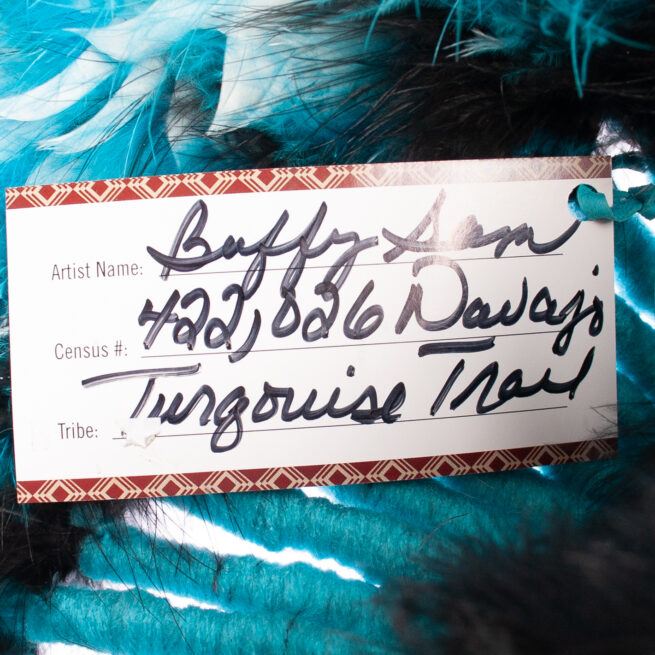 Artist Name: Buffy Sam
Census #: 422,026 Navajo
Turqouise Trail
Tribe: